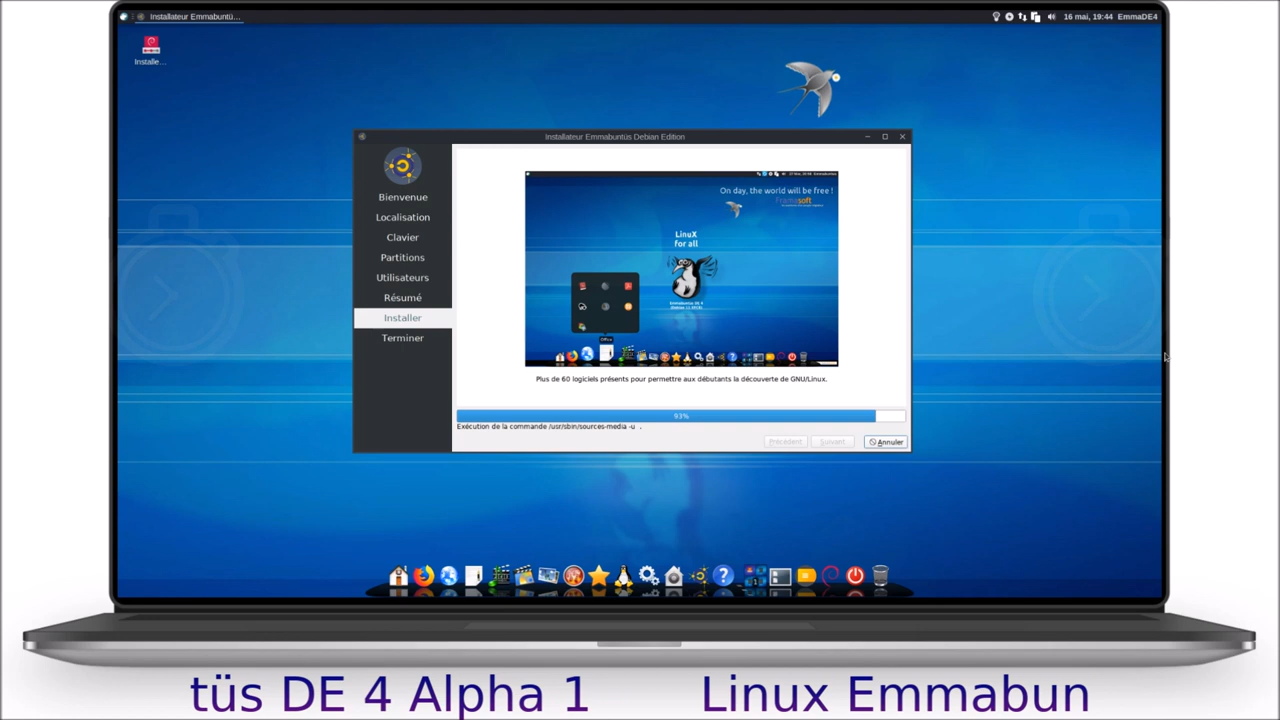 Installateur Emmabuntü...
16 mai, 19:44 EmmaDE4
Installe...
Installateur Emmabuntüs Debian Edition
Bienvenue
Localisation
Clavier
Partitions
Utilisateurs
Résumé
Installer
Terminer
On day, the world will be free !
Framasoft
LinuX
for all
Office
Plus de 60 logiciels présents pour permettre aux débutants la découverte de GNU/Linux.
93%
Exécution de la commande /usr/sbin/sources-media -u .
Précédent Suivant Annuler
tüs DE 4 Alpha 1 Linux Emmabun